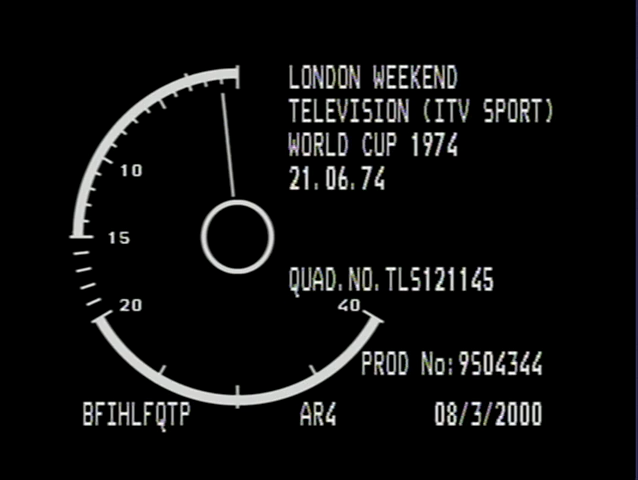 LONDON WEEKEND
TELEVISION (ITV SPORT)
WORLD CUP 1974
21.06.74
10
15
QUAD.NO.TLS121145
20
40
PROD No:9504344
BFIHLFQTP AR4 08/3/2000